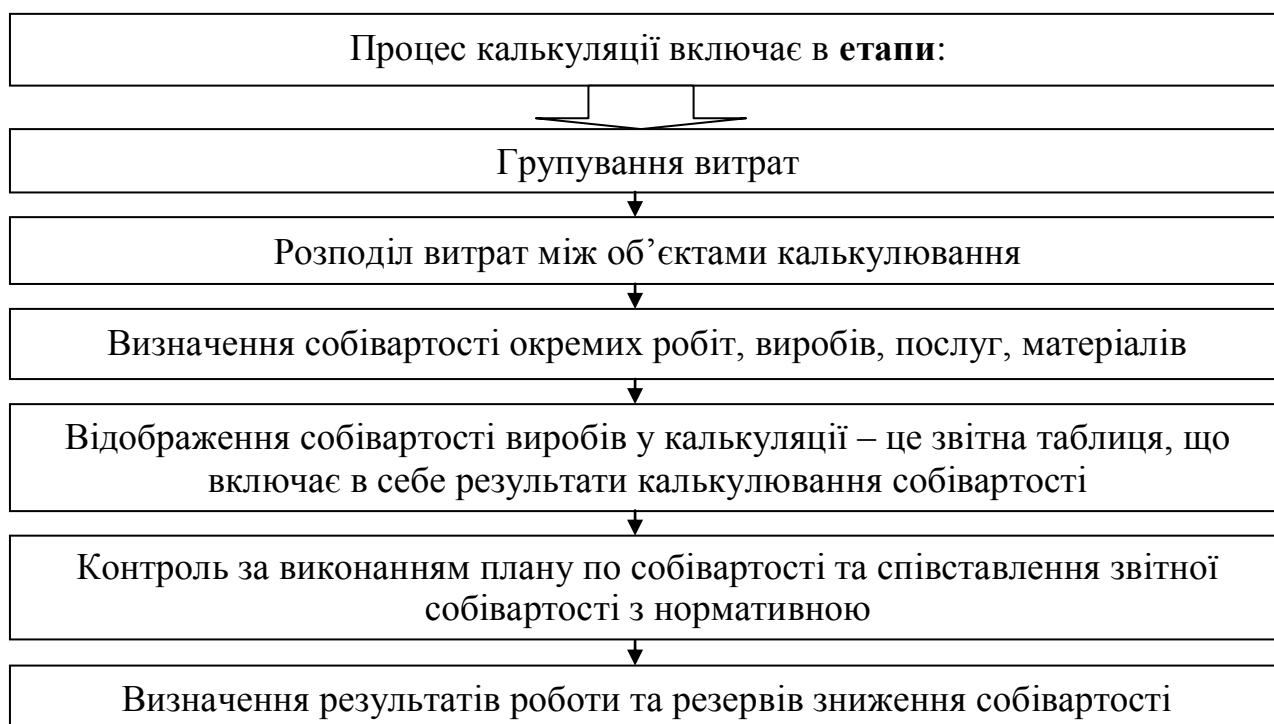 Процес калькуляції включає в етапи:
Групування витрат
Розподіл витрат між об’єктами калькулювання
Визначення собівартості окремих робіт, виробів, послуг, матеріалів
Відображення собівартості виробів у калькуляції – це звітна таблиця, що
включає в себе результати калькулювання собівартості
Контроль за виконанням плану по собівартості та співставлення звітної
собівартості з нормативною
Визначення результатів роботи та резервів зниження собівартості